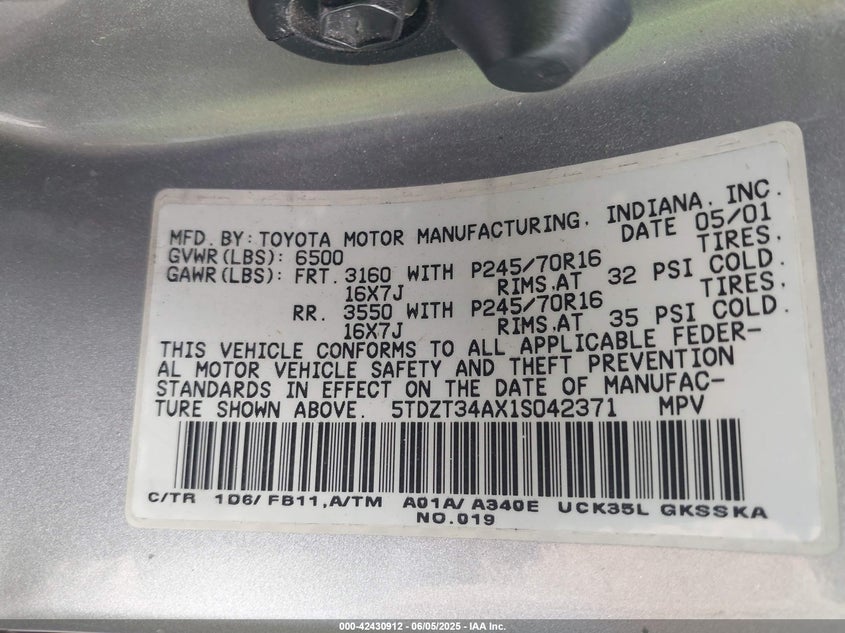 MFD. BY: TOYOTA MOTOR MANUFACTURING, INDIANA, INC.
GVWR(LBS): 6500 DATE 05/01
GAWR(LBS): FRT. 3160 WITH P245/70R16 TIRES,
16X7J RIMS,AT 32 PSI COLD.
RR. 3550 WITH P245/70R16 TIRES,
16X7J RIMS,AT 35 PSI COLD.
THIS VEHICLE CONFORMS TO ALL APPLICABLE FEDER-
AL MOTOR VEHICLE SAFETY AND THEFT PREVENTION
STANDARDS IN EFFECT ON THE DATE OF MANUFAC-
TURE SHOWN ABOVE. 5TDZT34AX1S042371 MPV
C/TR 1D6/ FB11,A/TM A01A/ A340E UCK35L GKSSKA
NO.019
000-42430912 - 06/05/2025 - IAA Inc.